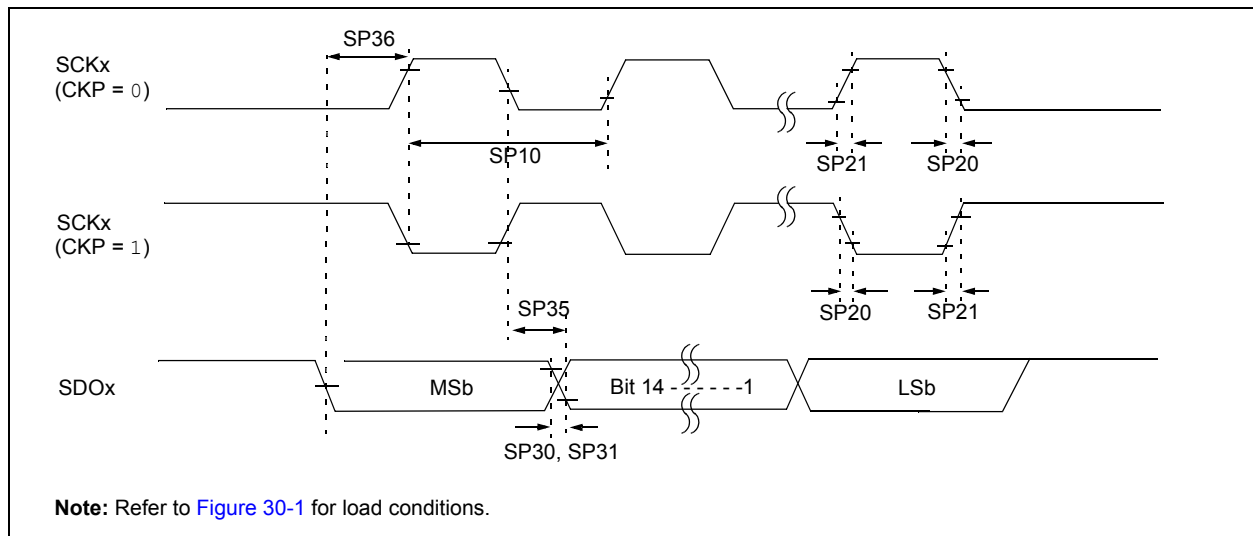 SP36
SCKx
(CKP = 0)
SP10
SP21
SP20
SCKx
(CKP = 1)
SP35
SP20
SP21
SDOx
MSb
Bit 14 - - - - - - -1
LSb
SP30, SP31
Note: Refer to Figure 30-1 for load conditions.